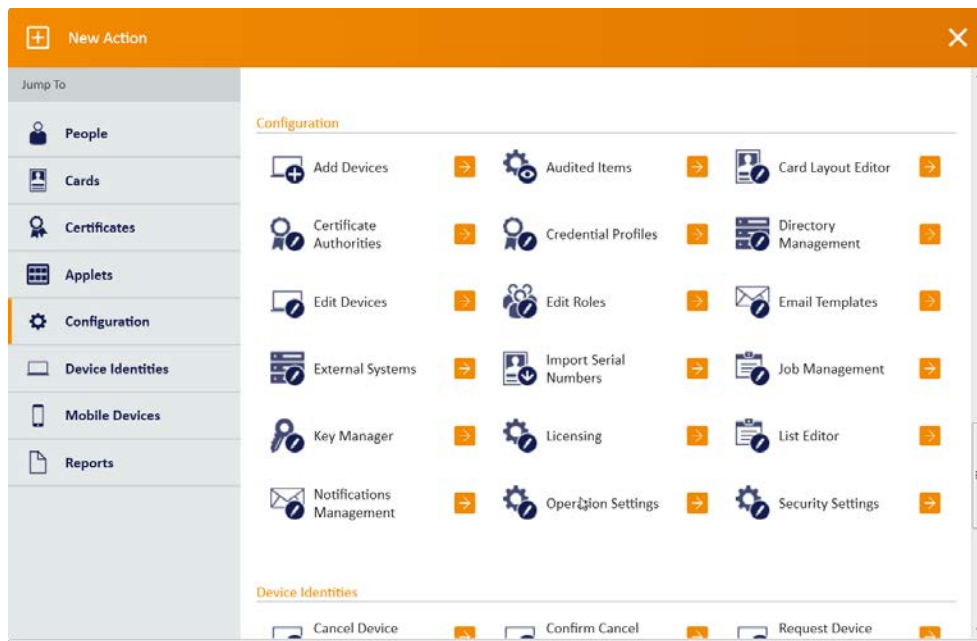 New Action
Jump To
People
Cards
Certificates
Applets
Configuration
Device Identities
Mobile Devices
Reports
Configuration
Add Devices
Audited Items
Card Layout Editor
Certificate
Authorities
Credential Profiles
Directory
Management
Edit Devices
Edit Roles
Email Templates
External Systems
Import Serial
Numbers
Job Management
Key Manager
Licensing
List Editor
Notifications
Management
Operation Settings
Security Settings
Device Identities
Cancel Device
Confirm Cancel
Request Device